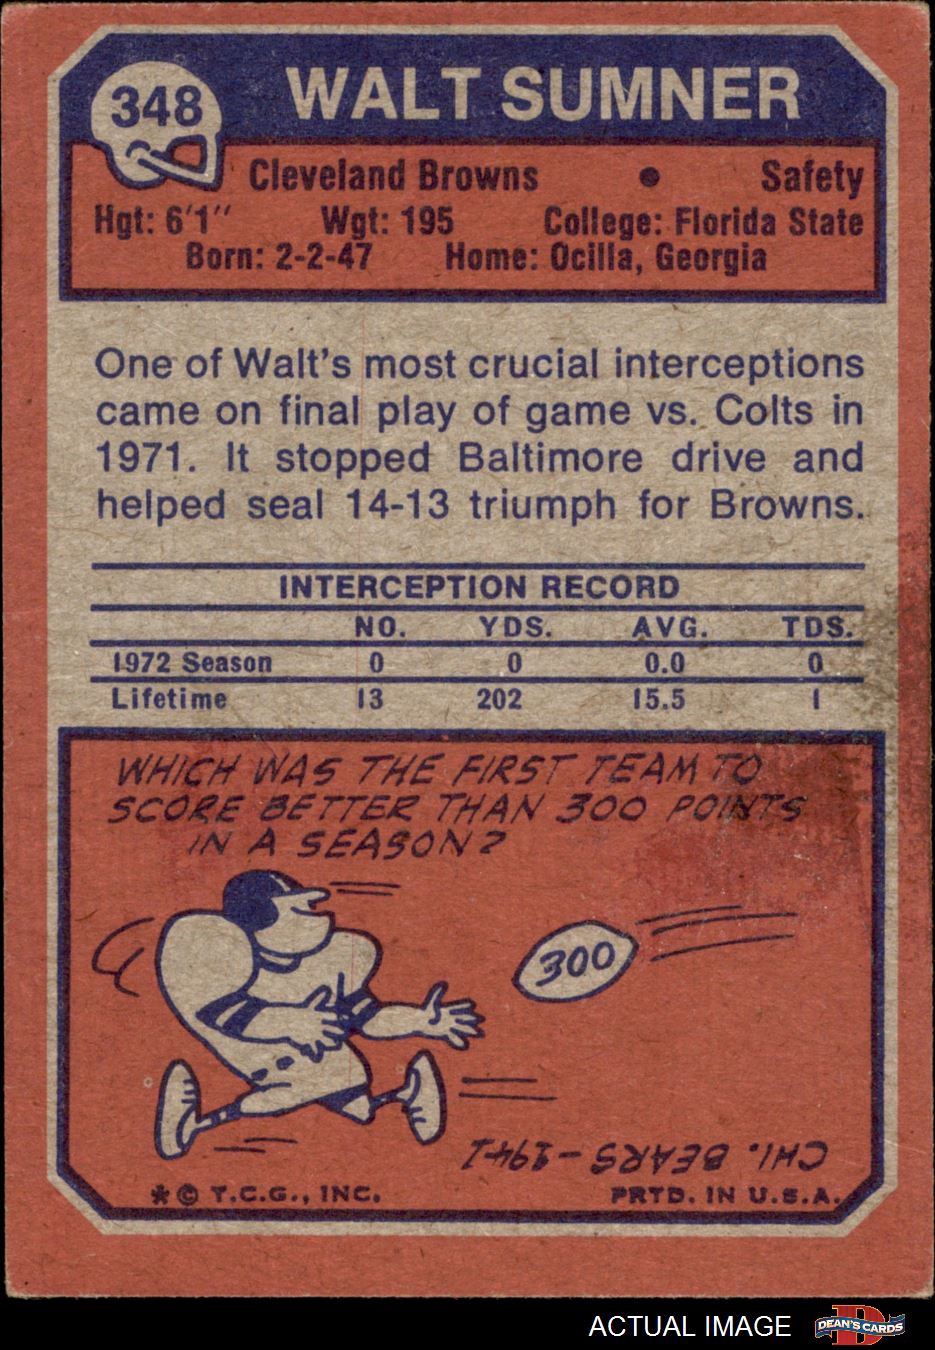 348 WALT SUMNER
Cleveland Browns • Safety
Hgt: 6'1" Wgt: 195 College: Florida State
Born: 2-2-47 Home: Ocilla, Georgia
One of Walt's most crucial interceptions
came on final play of game vs. Colts in
1971. It stopped Baltimore drive and
helped seal 14-13 triumph for Browns.
INTERCEPTION RECORD
NO. YDS. AVG. TDS.
1972 Season 0 0 0.0 0
Lifetime 13 202 15.5 1
WHICH WAS THE FIRST TEAM TO
SCORE BETTER THAN 300 POINTS
IN A SEASON?
300
CHI. BEARS-1941
*© T.C.G., INC. PRTD. IN U.S.A.
ACTUAL IMAGE DEAN'S CARDS